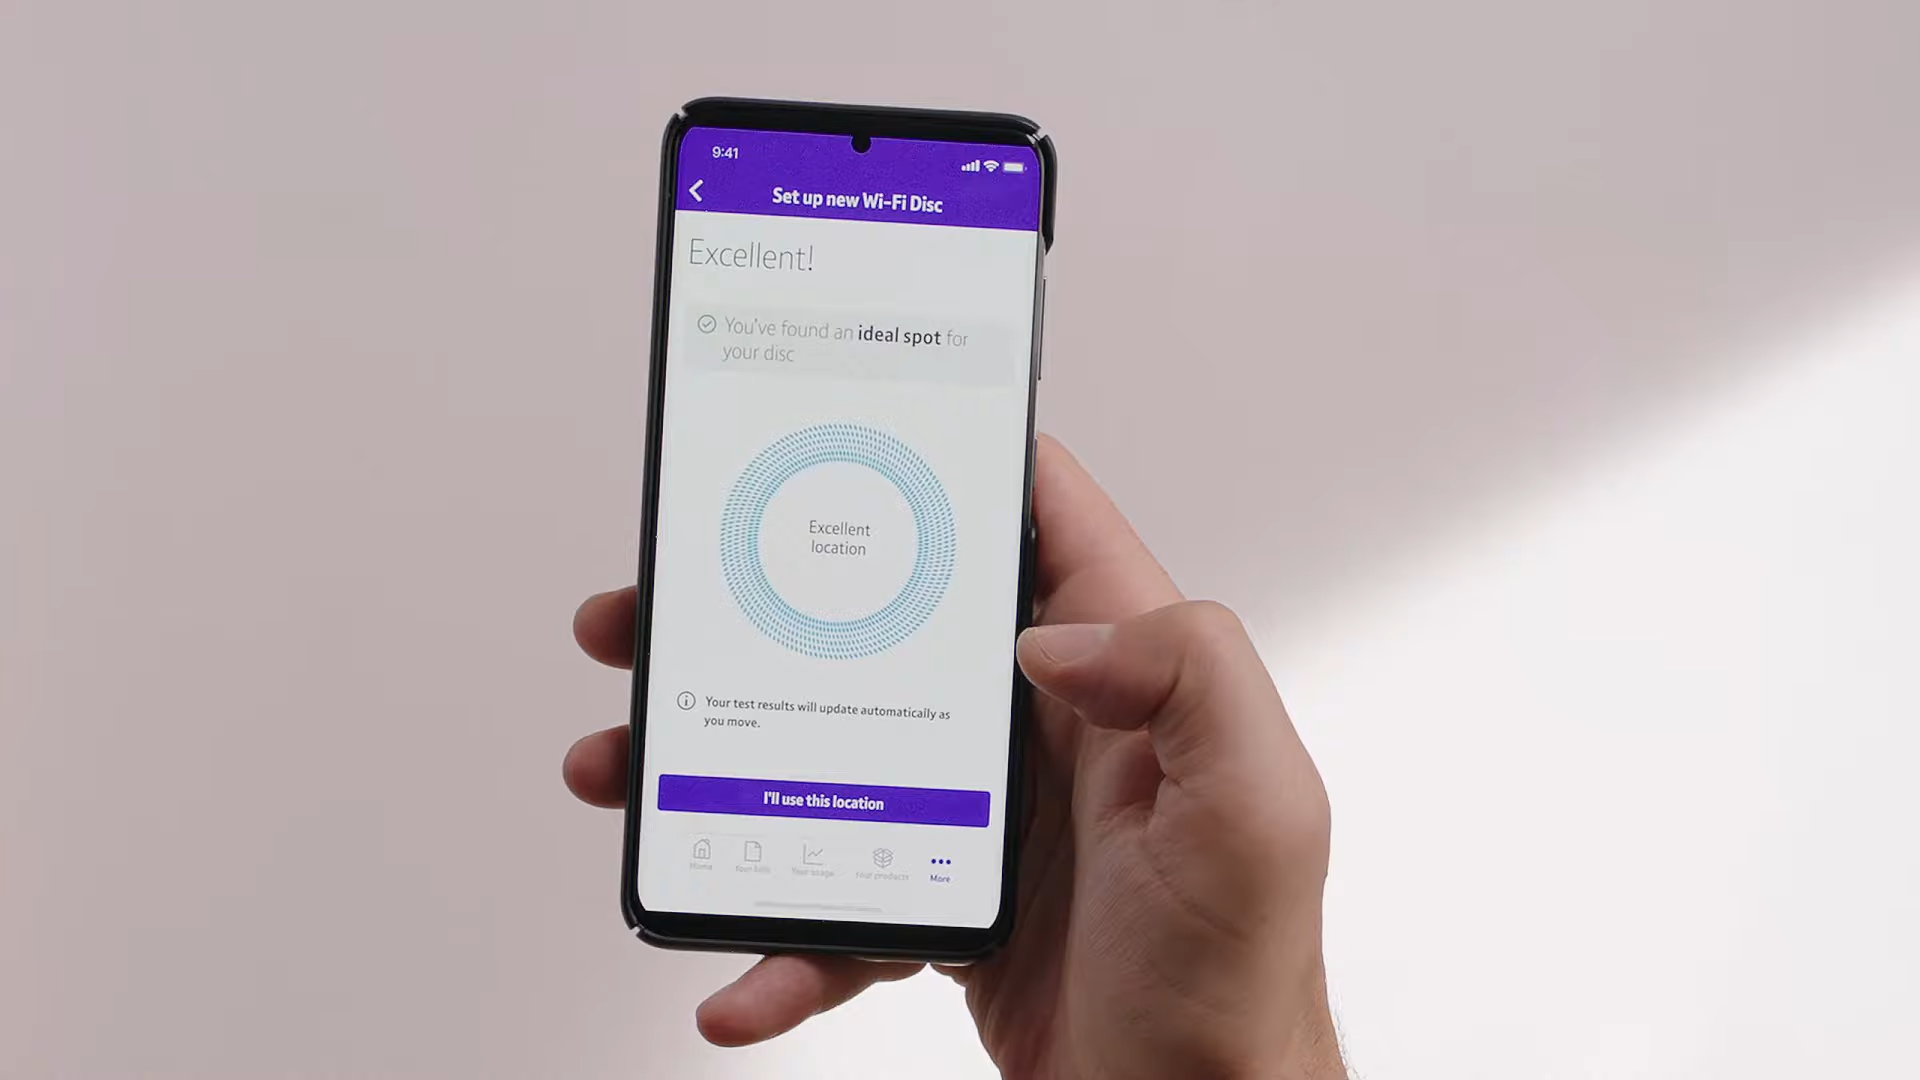 9:41
Set up new Wi-Fi Disc
Excellent!
You've found an ideal spot for
your disc
Excellent
location
Your test results will update automatically as
you move.
I'll use this location
Home
Your bills
Your usage
Your products
More